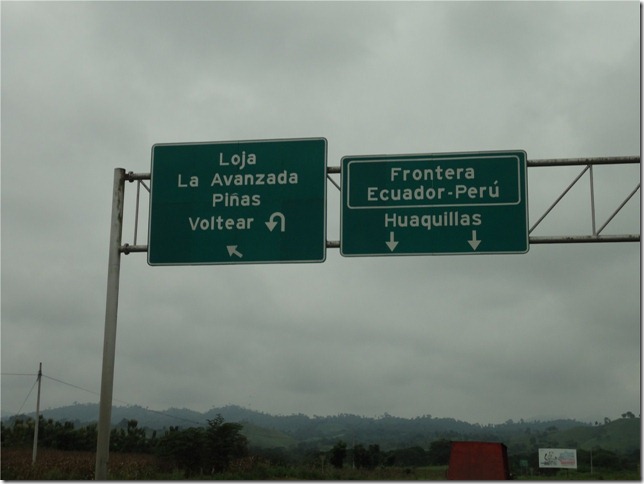 Loja
La Avanzada
Piñas
Voltear
Frontera
Ecuador-Perú
Huaquillas